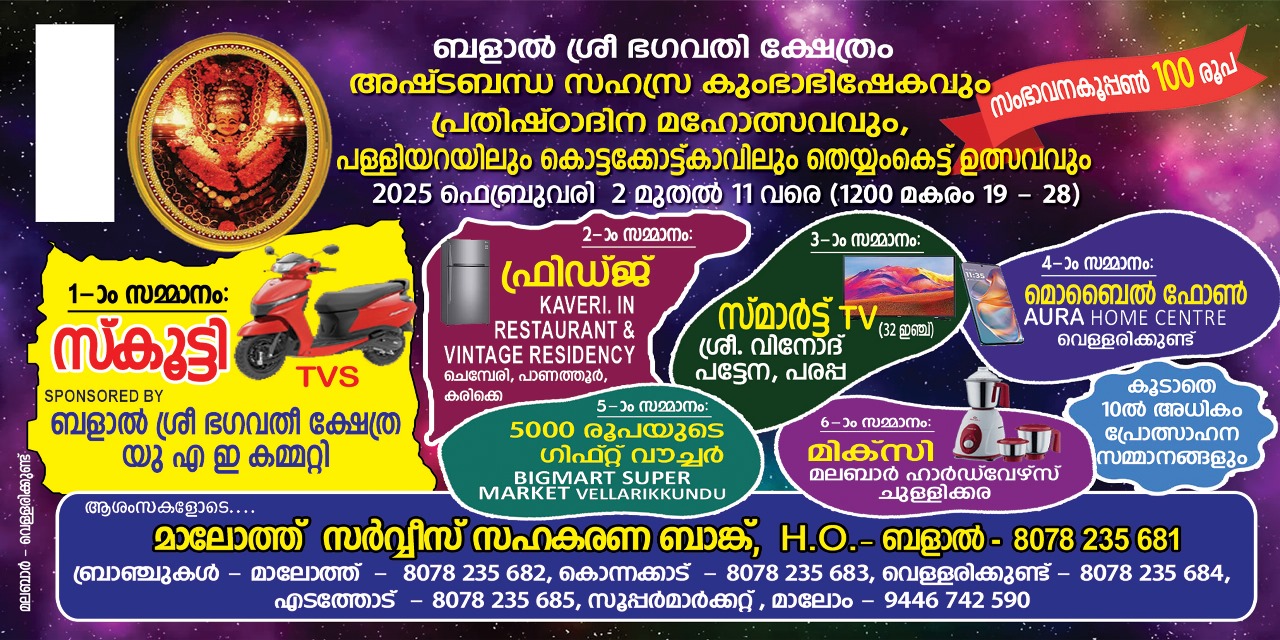 ബളാൽ ശ്രീ ഭഗവതി ക്ഷേത്രം
അഷ്ടബന്ധ സഹസ്ര കുംഭാഭിഷേകവും
പ്രതിഷ്ഠാദിന മഹോത്സവവും,
പള്ളിയറയിലും കൊട്ടക്കോട്ട്കാവിലും തെയ്യംകെട്ട് ഉത്സവവും
2025 ഫെബ്രുവരി 2 മുതൽ 11 വരെ (1200 മകരം 19 - 28)
സംഭാവനകൂപ്പൺ 100 രൂപ
1-ാം സമ്മാനം:
സ്കൂട്ടി
TVS
SPONSORED BY
ബളാൽ ശ്രീ ഭഗവതീ ക്ഷേത്ര
യു എ ഇ കമ്മറ്റി
2-ാം സമ്മാനം:
ഫ്രിഡ്ജ്
KAVERI. IN
RESTAURANT &
VINTAGE RESIDENCY
ചെമ്പേരി, പാണത്തൂർ,
കരിക്കെ
3-ാം സമ്മാനം:
സ്മാർട്ട് TV (32 ഇഞ്ച്)
ശ്രീ. വിനോദ്
പട്ടേന, പരപ്പ
4-ാം സമ്മാനം:
11:35
മൊബൈൽ ഫോൺ
AURA HOME CENTRE
വെള്ളരിക്കുണ്ട്
5-ാം സമ്മാനം:
5000 രൂപയുടെ
ഗിഫ്റ്റ് വൗച്ചർ
BIGMART SUPER
MARKET VELLARIKKUNDU
6-ാം സമ്മാനം:
മിക്സി
മലബാർ ഹാർഡ്‌വേഴ്സ്
ചുള്ളിക്കര
കൂടാതെ
10ൽ അധികം
പ്രോത്സാഹന
സമ്മാനങ്ങളും
മലബാർ - വെള്ളരിക്കുണ്ട്
ആശംസകളോടെ....
മാലോത്ത് സർവ്വീസ് സഹകരണ ബാങ്ക്, H.O.- ബളാൽ - 8078 235 681
ബ്രാഞ്ചുകൾ - മാലോത്ത് - 8078 235 682, കൊന്നക്കാട് - 8078 235 683, വെള്ളരിക്കുണ്ട് - 8078 235 684,
എടത്തോട് - 8078 235 685, സൂപ്പർമാർക്കറ്റ്, മാലോം - 9446 742 590